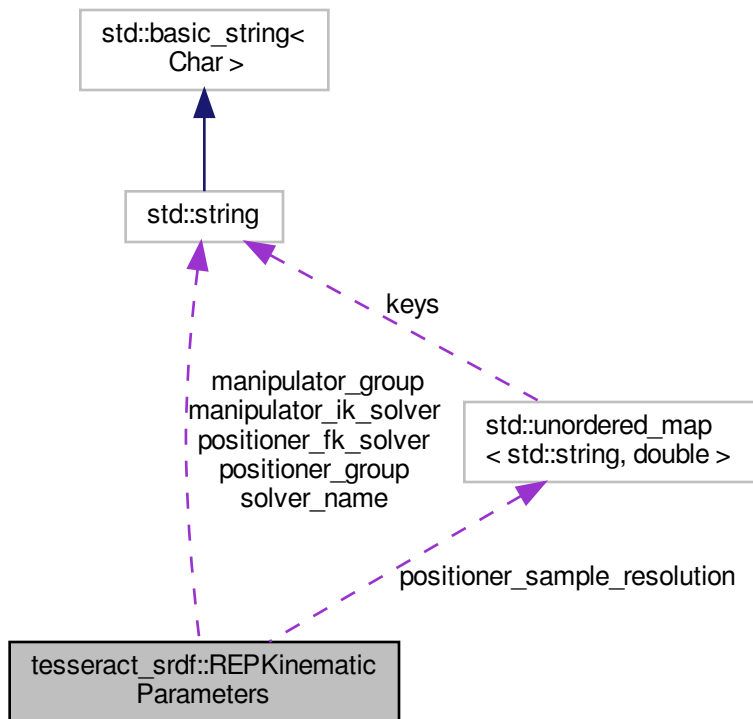 std::basic_string<
Char >
std::string
keys
manipulator_group
manipulator_ik_solver
positioner_fk_solver
positioner_group
solver_name
std::unordered_map
< std::string, double >
positioner_sample_resolution
tesseract_srdf::REPKinematic
Parameters